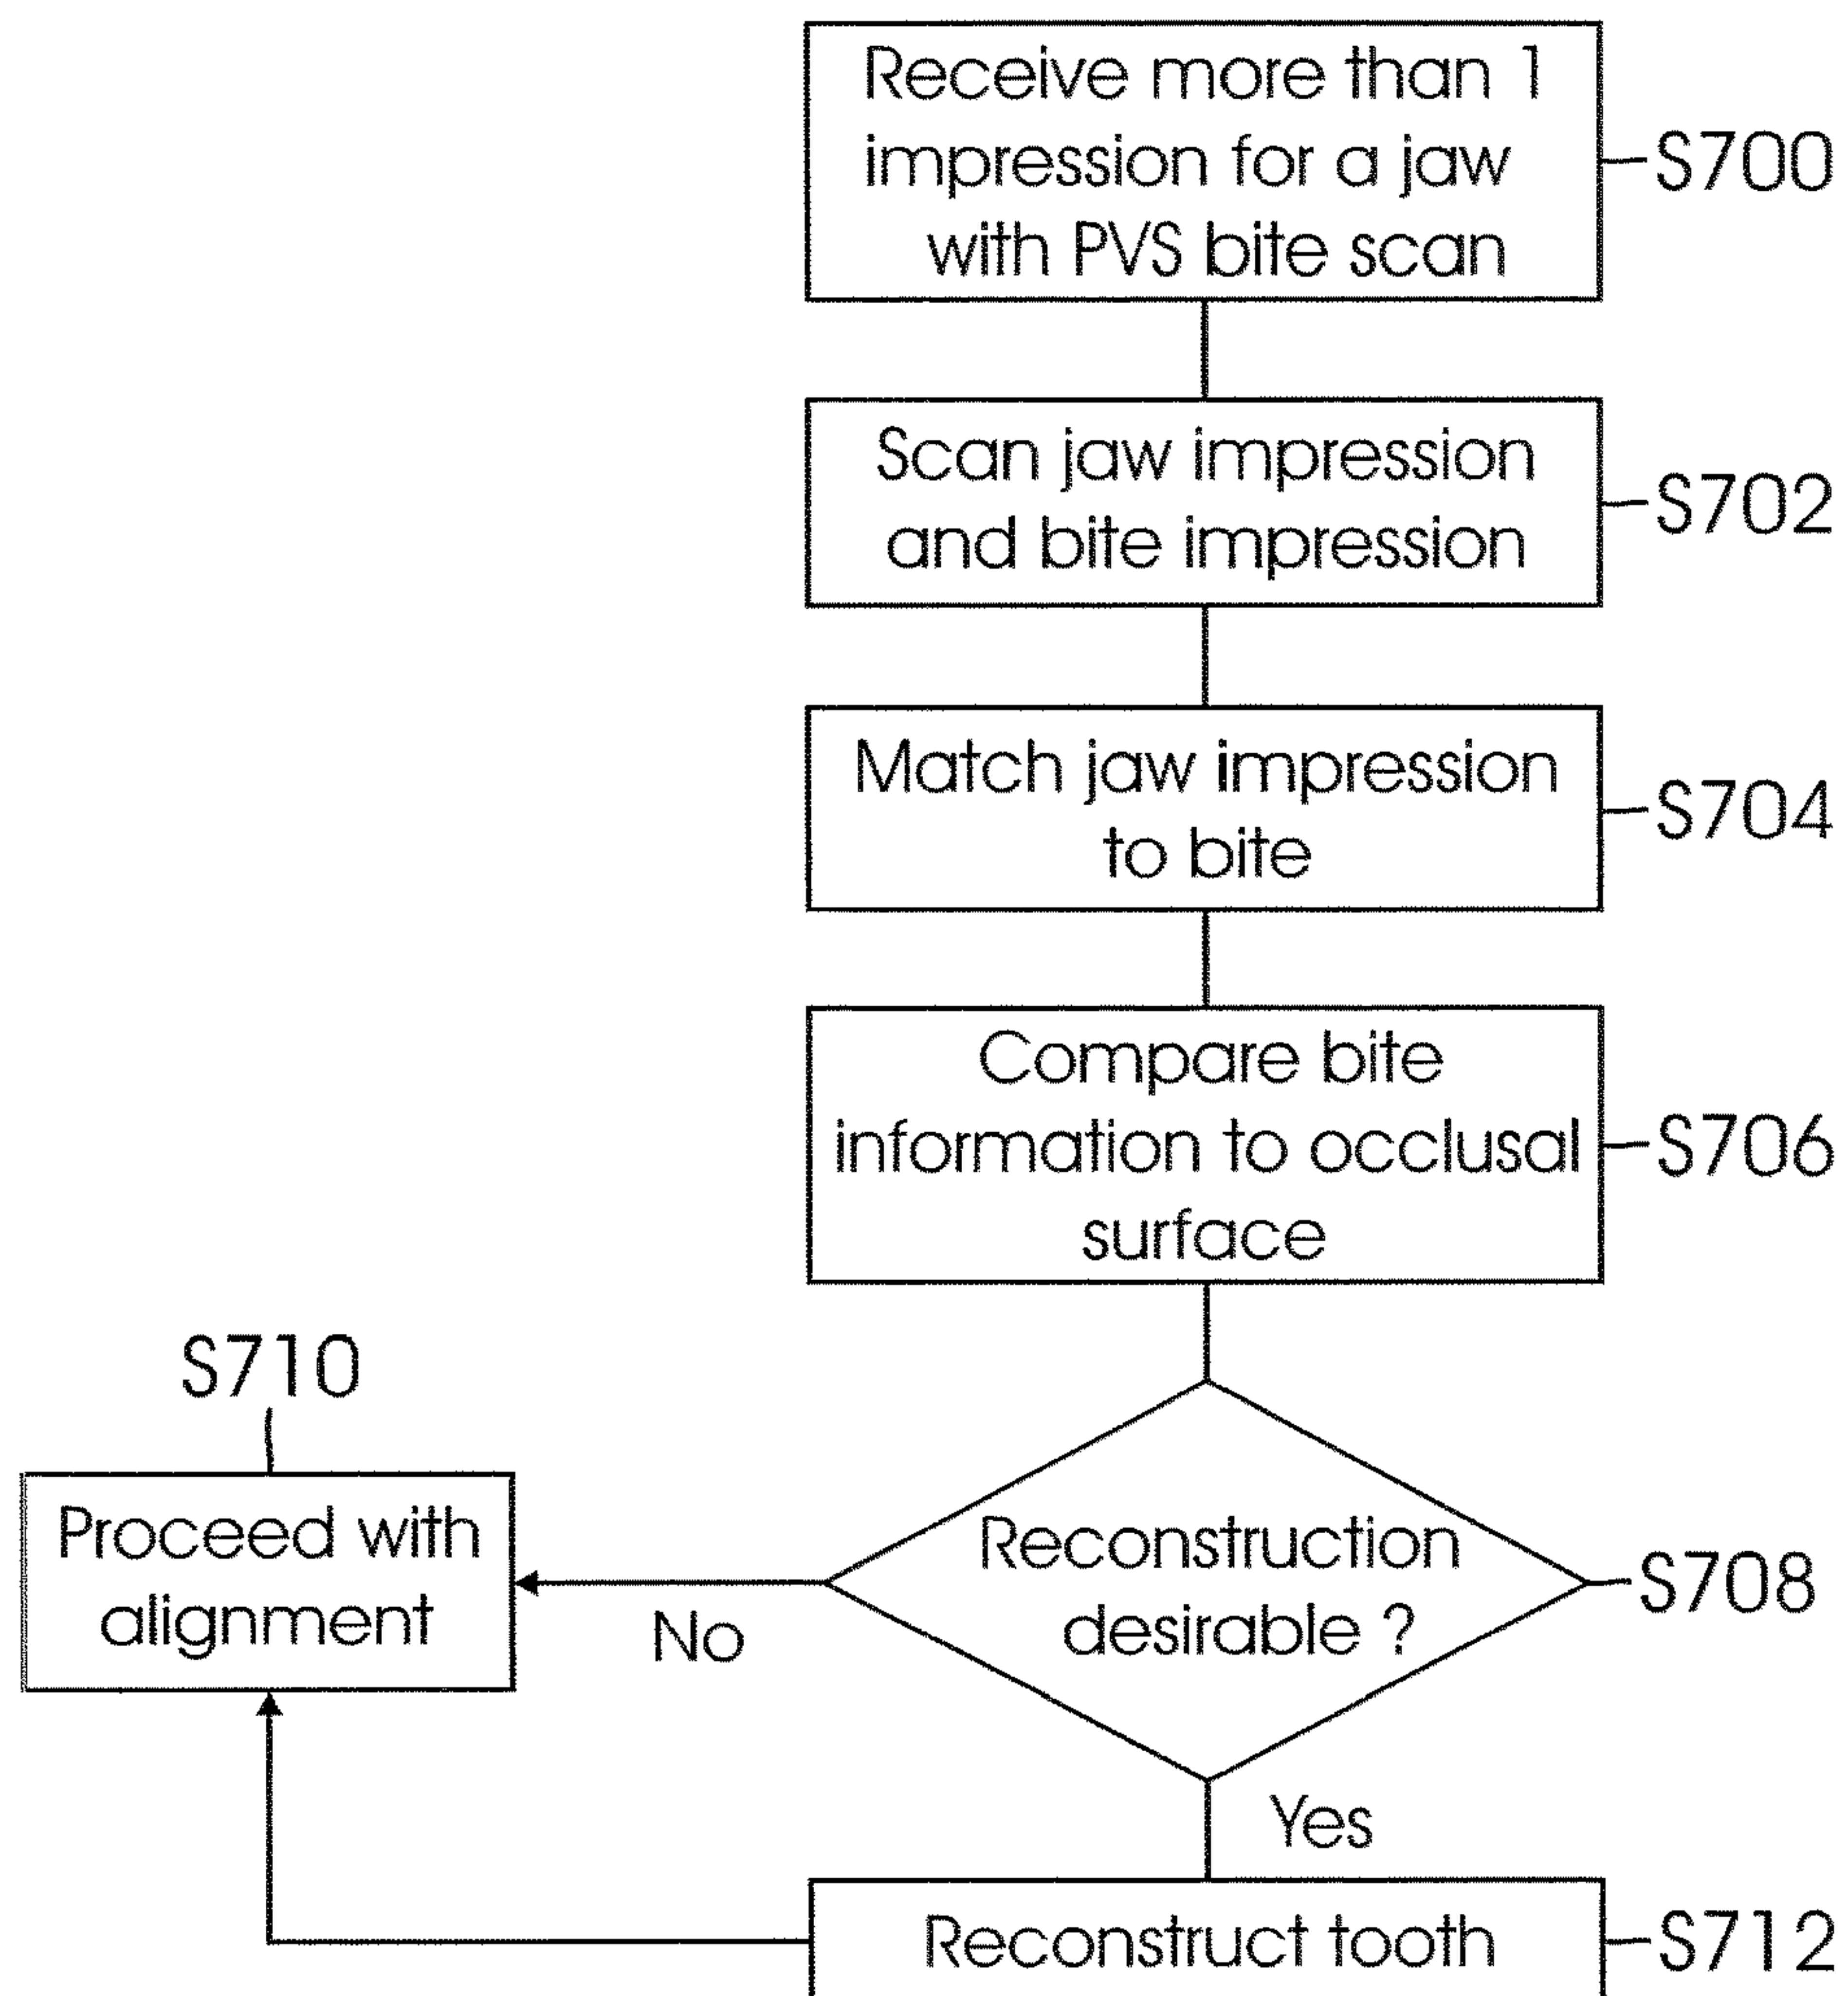 Receive more than 1
impression for a jaw
with PVS bite scan
S700
Scan jaw impression
and bite impression
S702
Match jaw impression
to bite
S704
Compare bite
information to occlusal
surface
S706
S710
Proceed with
alignment
No
Reconstruction
desirable ?
S708
Yes
Reconstruct tooth
S712